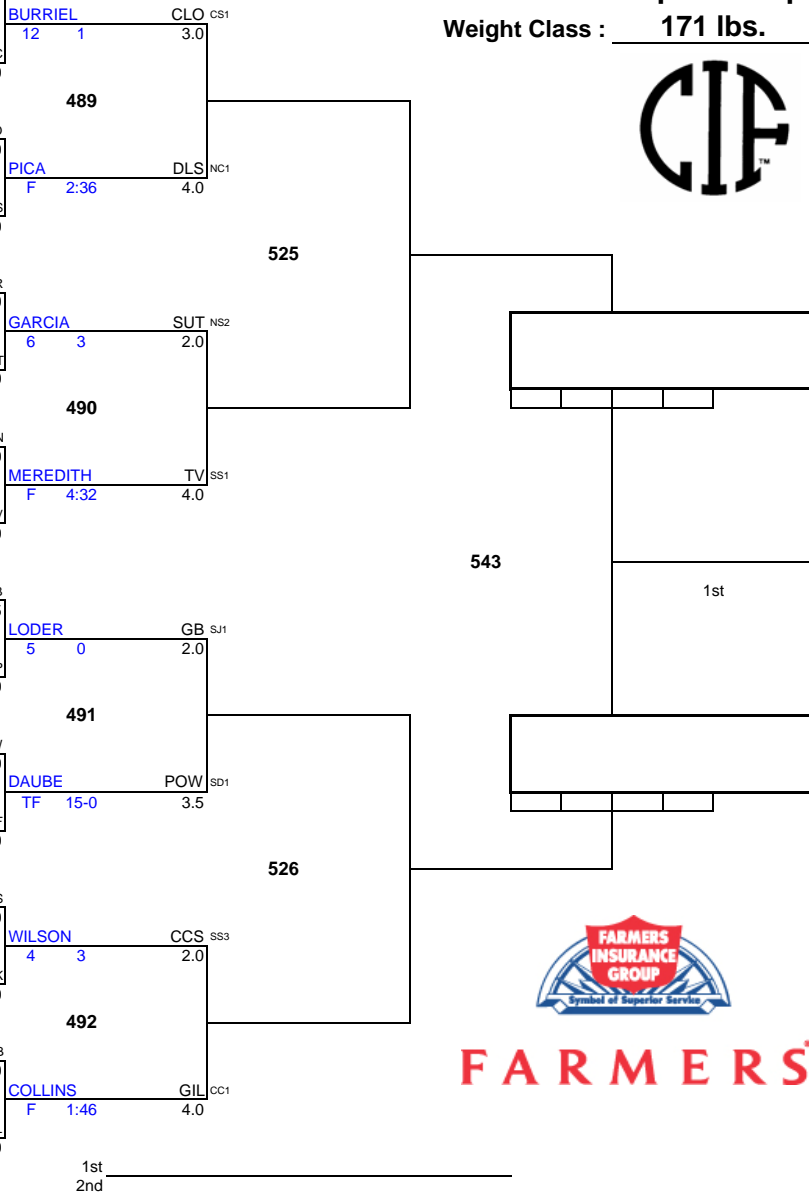 BURRIEL CLO CS1
12 1 3.0
Weight Class : 171 lbs.
CIF
TM
489
PICA DLS NC1
F 2:36 4.0
525
GARCIA SUT NS2
6 3 2.0
490
MEREDITH TV SS1
F 4:32 4.0
543
1st
LODER GB SJ1
5 0 2.0
491
DAUBE POW SD1
TF 15-0 3.5
526
WILSON CCS SS3
4 3 2.0
492
COLLINS GIL CC1
F 1:46 4.0
FARMERS
INSURANCE
GROUP
Symbol of Superior Service
FARMERS
1st
2nd